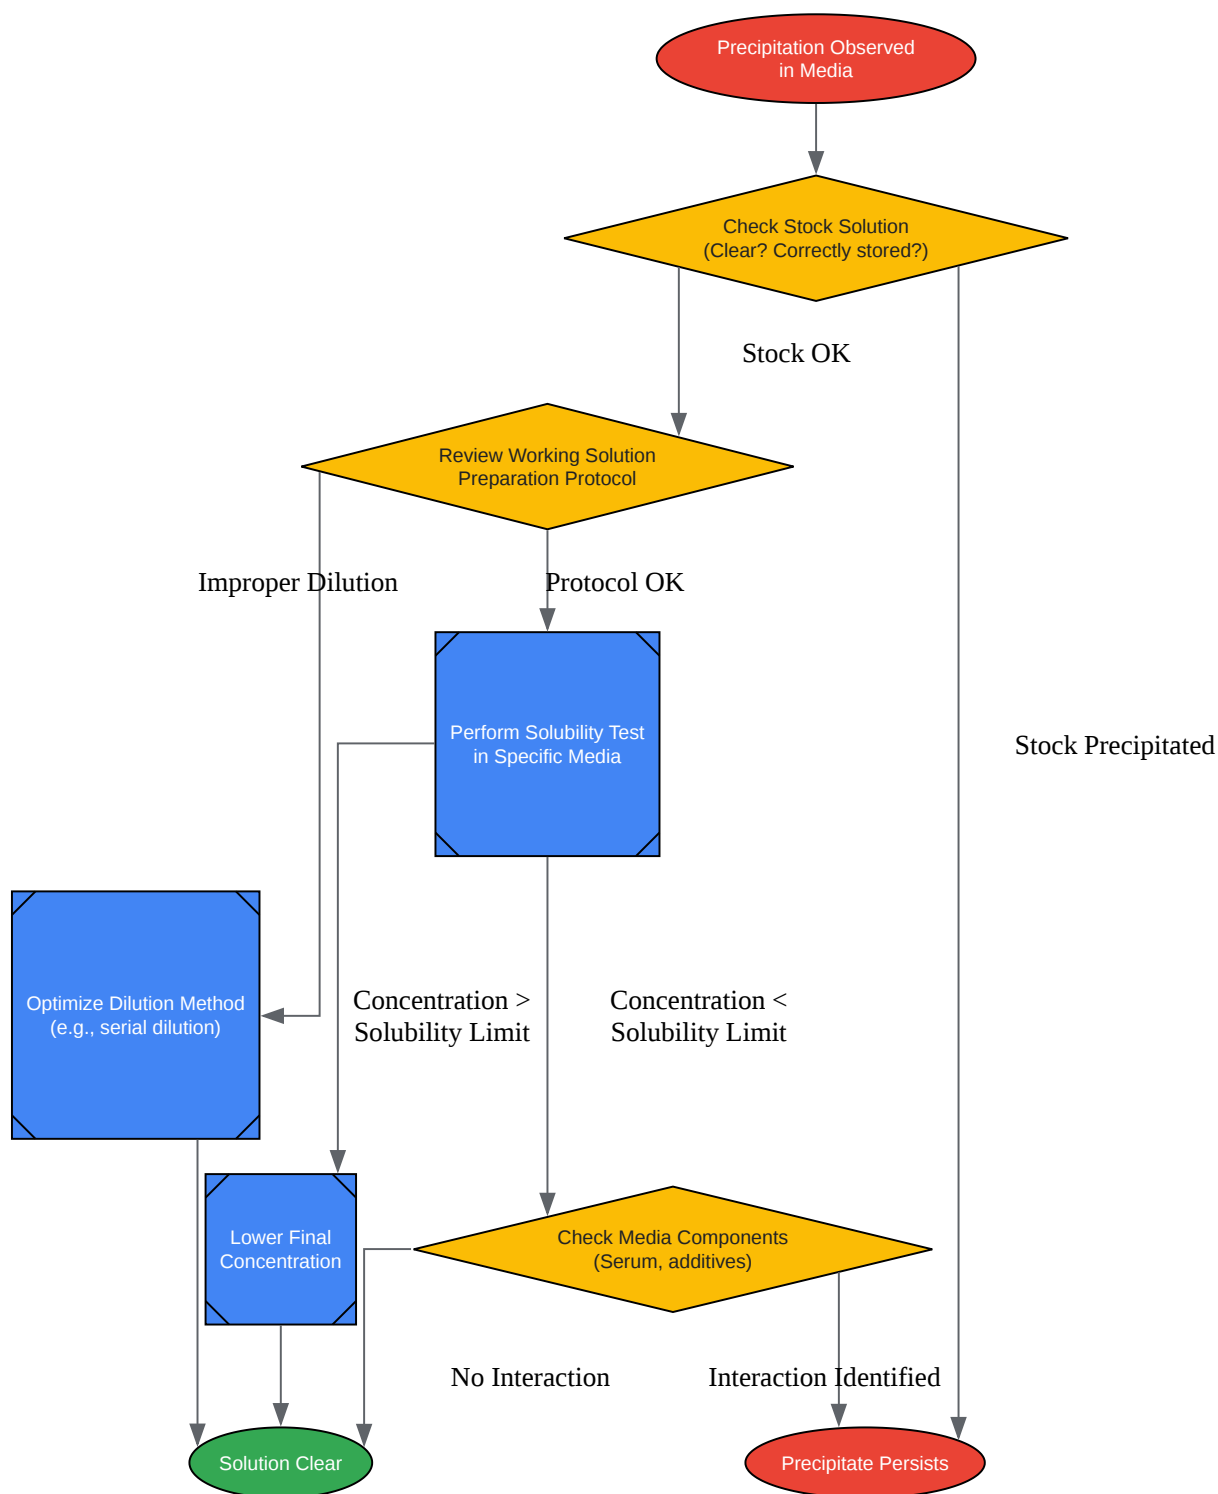 Precipitation Observed
in Media
Check Stock Solution
(Clear? Correctly stored?)
Stock OK
Review Working Solution
Preparation Protocol
Improper Dilution
Protocol OK
Perform Solubility Test
in Specific Media
Stock Precipitated
Optimize Dilution Method
(e.g., serial dilution)
Concentration >
Solubility Limit
Concentration <
Solubility Limit
Lower Final
Concentration
Check Media Components
(Serum, additives)
No Interaction
Interaction Identified
Solution Clear
Precipitate Persists